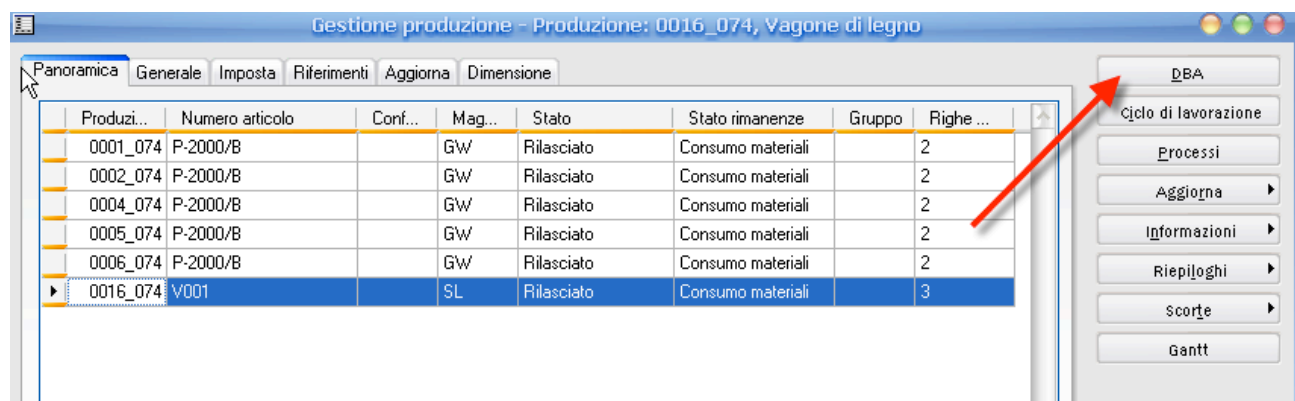 Gestione produzione - Produzione: 0016_074, Vagone di legno
Panoramica Generale Imposta Riferimenti Aggiorna Dimensione
Produzi... Numero articolo Conf... Mag... Stato Stato rimanenze Gruppo Righe ...
0001_074 P-2000/B GW Rilasciato Consumo materiali 2
0002_074 P-2000/B GW Rilasciato Consumo materiali 2
0004_074 P-2000/B GW Rilasciato Consumo materiali 2
0005_074 P-2000/B GW Rilasciato Consumo materiali 2
0006_074 P-2000/B GW Rilasciato Consumo materiali 2
0016_074 V001 SL Rilasciato Consumo materiali 3
DBA
Ciclo di lavorazione
Processi
Aggiorna
Informazioni
Riepiloghi
Scorte
Gantt